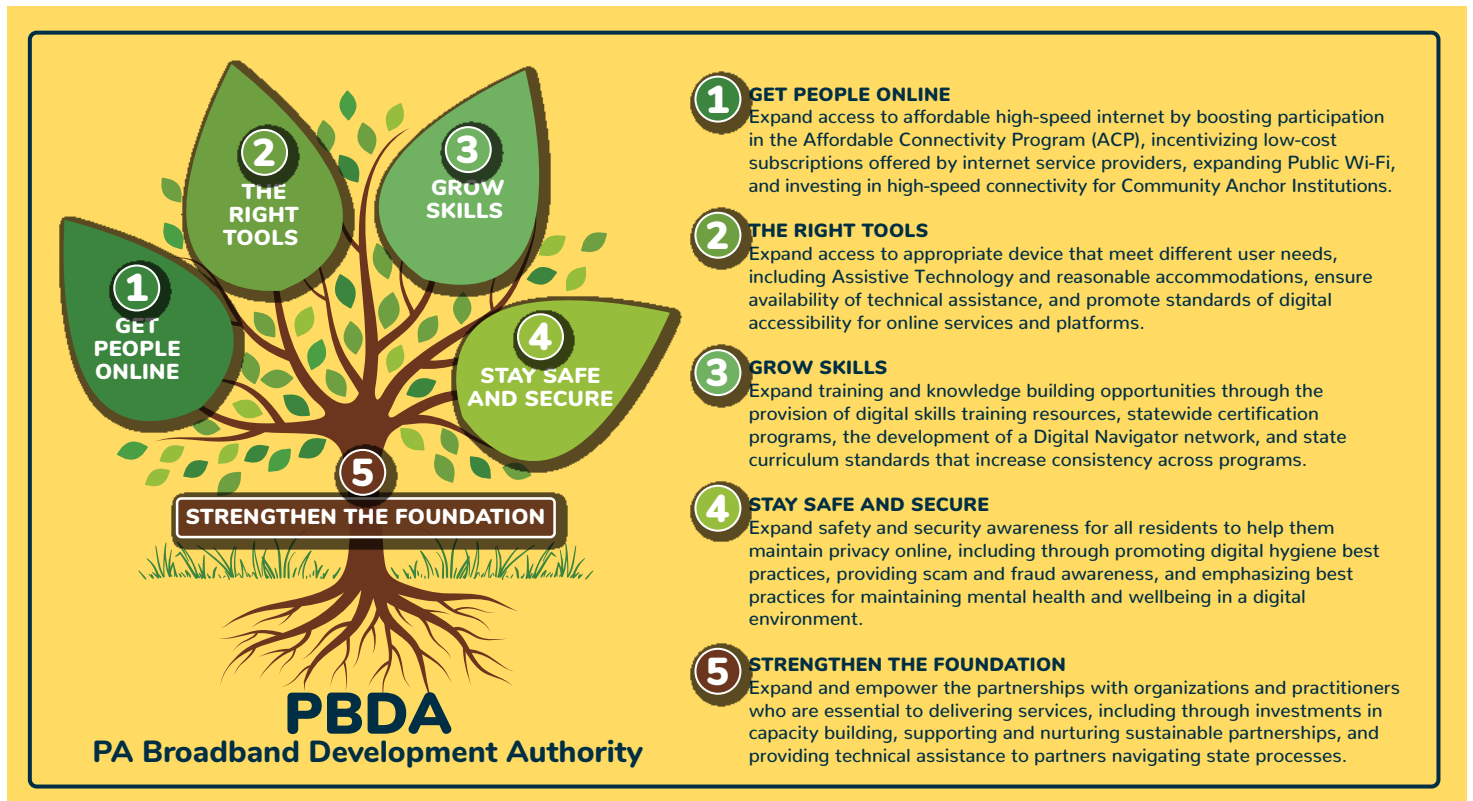 1
GET
PEOPLE
ONLINE
2
THE
RIGHT
TOOLS
3
GROW
SKILLS
4
STAY SAFE
AND SECURE
5
STRENGTHEN THE FOUNDATION
PBDA
PA Broadband Development Authority
1 GET PEOPLE ONLINE
Expand access to affordable high-speed internet by boosting participation
in the Affordable Connectivity Program (ACP), incentivizing low-cost
subscriptions offered by internet service providers, expanding Public Wi-Fi,
and investing in high-speed connectivity for Community Anchor Institutions.
2 THE RIGHT TOOLS
Expand access to appropriate device that meet different user needs,
including Assistive Technology and reasonable accommodations, ensure
availability of technical assistance, and promote standards of digital
accessibility for online services and platforms.
3 GROW SKILLS
Expand training and knowledge building opportunities through the
provision of digital skills training resources, statewide certification
programs, the development of a Digital Navigator network, and state
curriculum standards that increase consistency across programs.
4 STAY SAFE AND SECURE
Expand safety and security awareness for all residents to help them
maintain privacy online, including through promoting digital hygiene best
practices, providing scam and fraud awareness, and emphasizing best
practices for maintaining mental health and wellbeing in a digital
environment.
5 STRENGTHEN THE FOUNDATION
Expand and empower the partnerships with organizations and practitioners
who are essential to delivering services, including through investments in
capacity building, supporting and nurturing sustainable partnerships, and
providing technical assistance to partners navigating state processes.